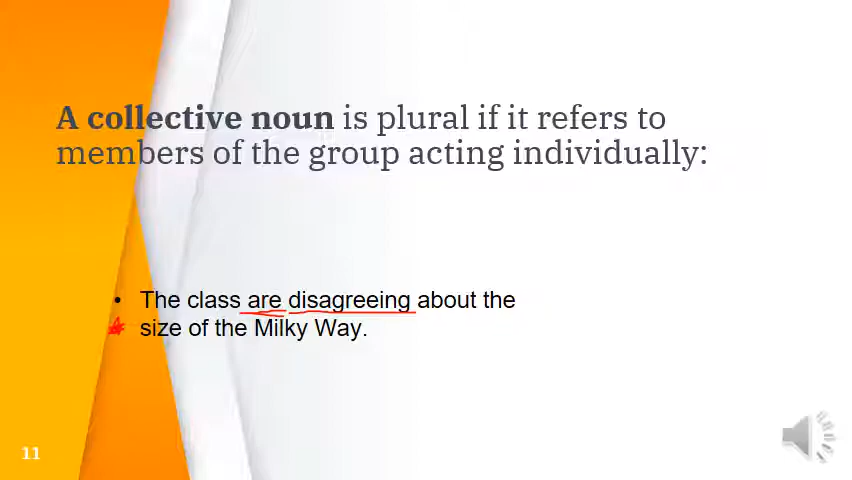 A collective noun is plural if it refers to
members of the group acting individually:
• The class are disagreeing about the
size of the Milky Way.
11